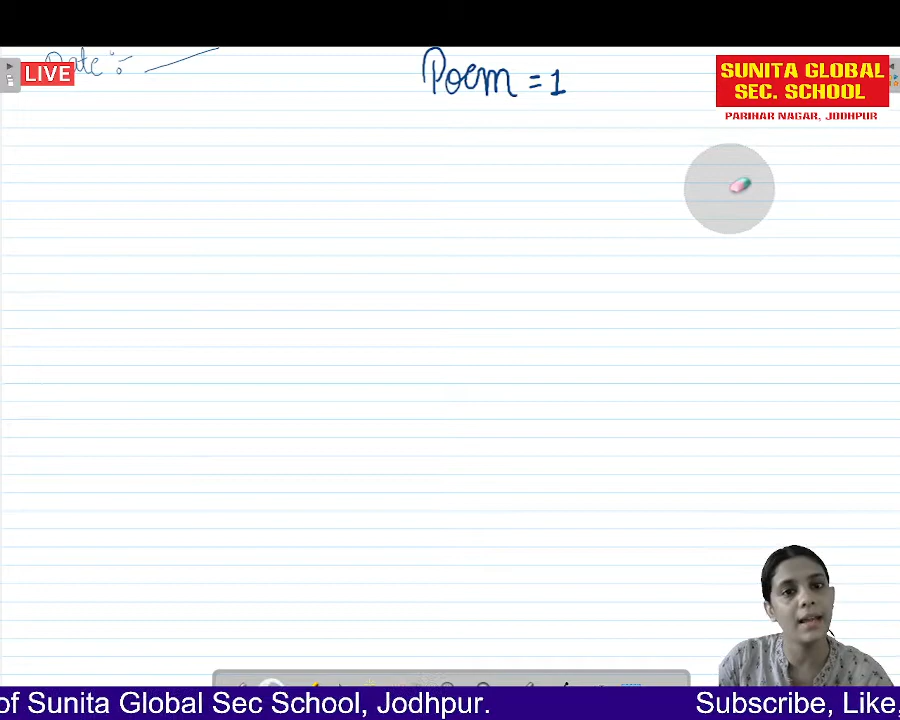 Date :-
LIVE
Poem = 1
SUNITA GLOBAL
SEC. SCHOOL
PARIHAR NAGAR, JODHPUR
of Sunita Global Sec School, Jodhpur.
Subscribe, Like,